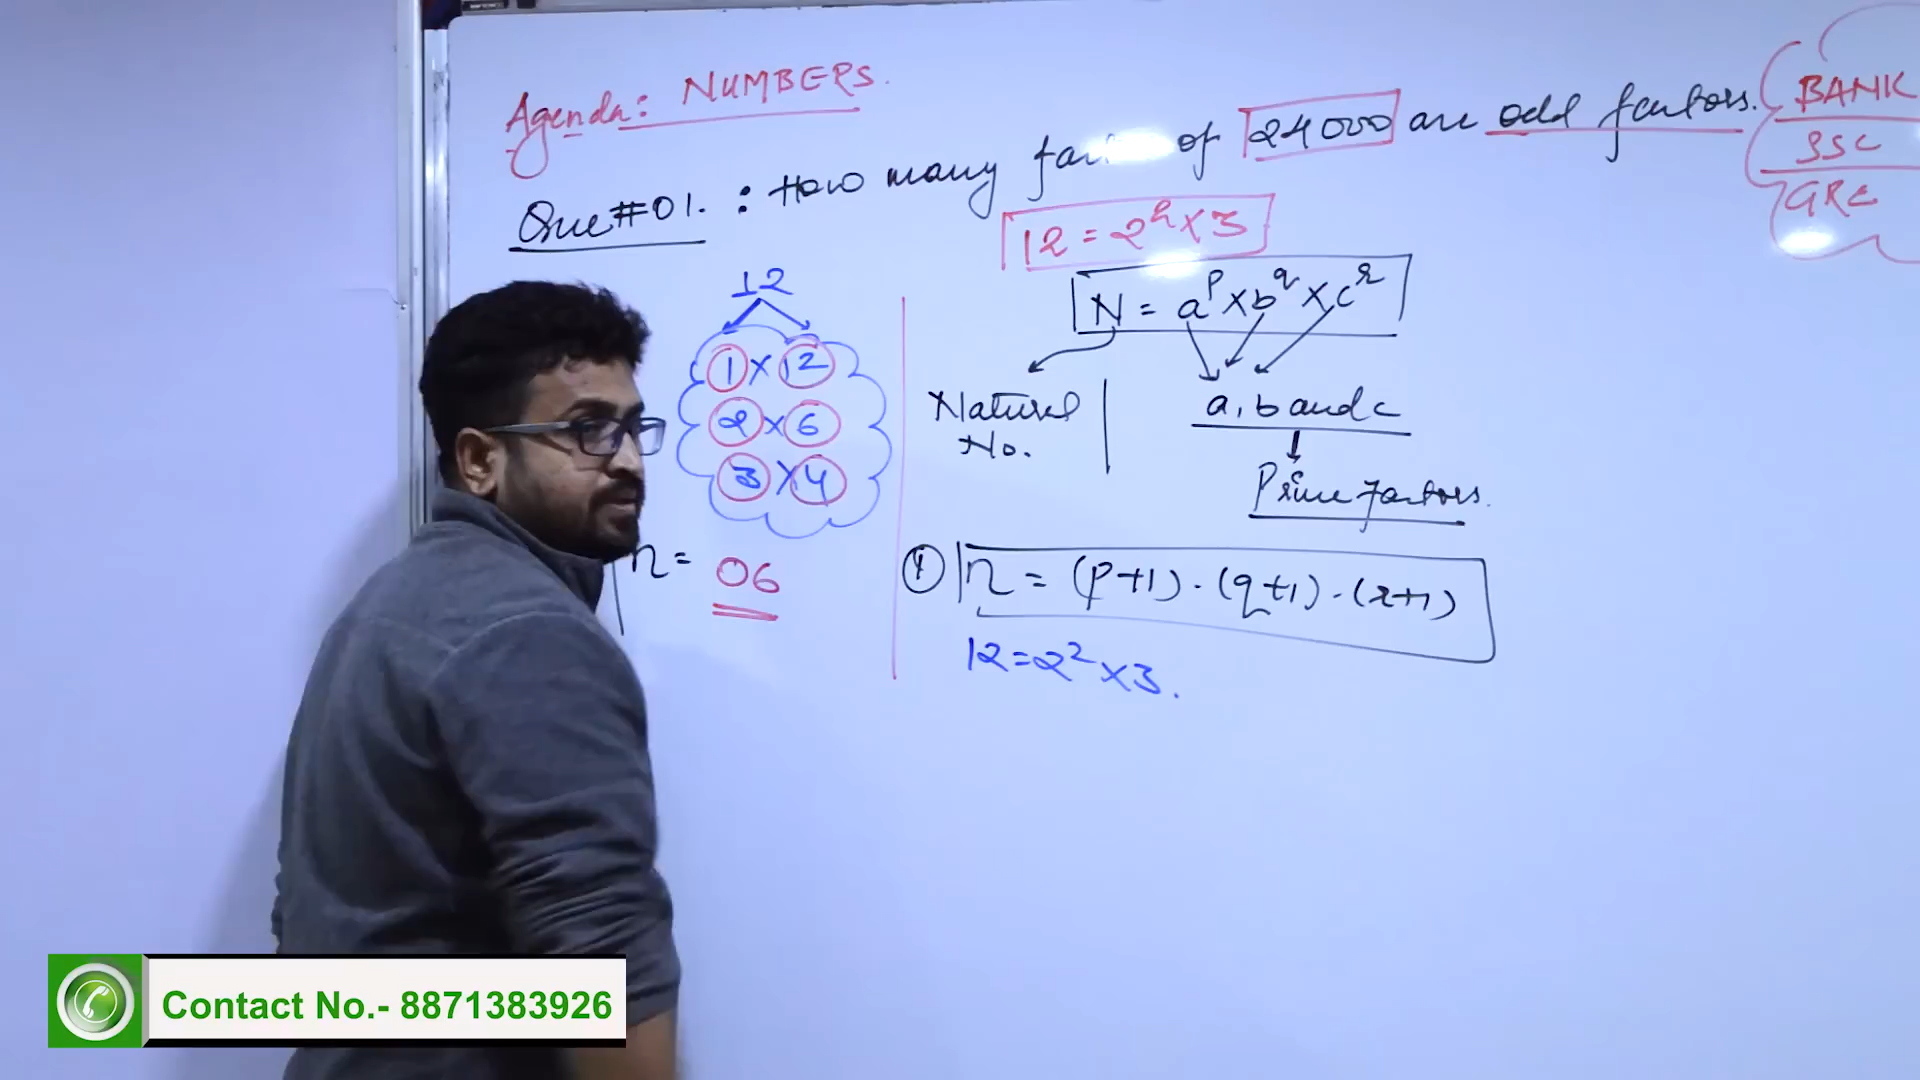 Agenda: NUMBERS.
Que#01. : How many of 24000 are odd factors.
BANK
SSC
12 = 2² × 3
12
1 × 12
2 × 6
3 × 4
n = 06
N = a^p × b^q × c^r
Natural No.
a, b and c
Prime factors.
① n = (p+1) · (q+1) · (r+1)
12 = 2² × 3.
Contact No.- 8871383926